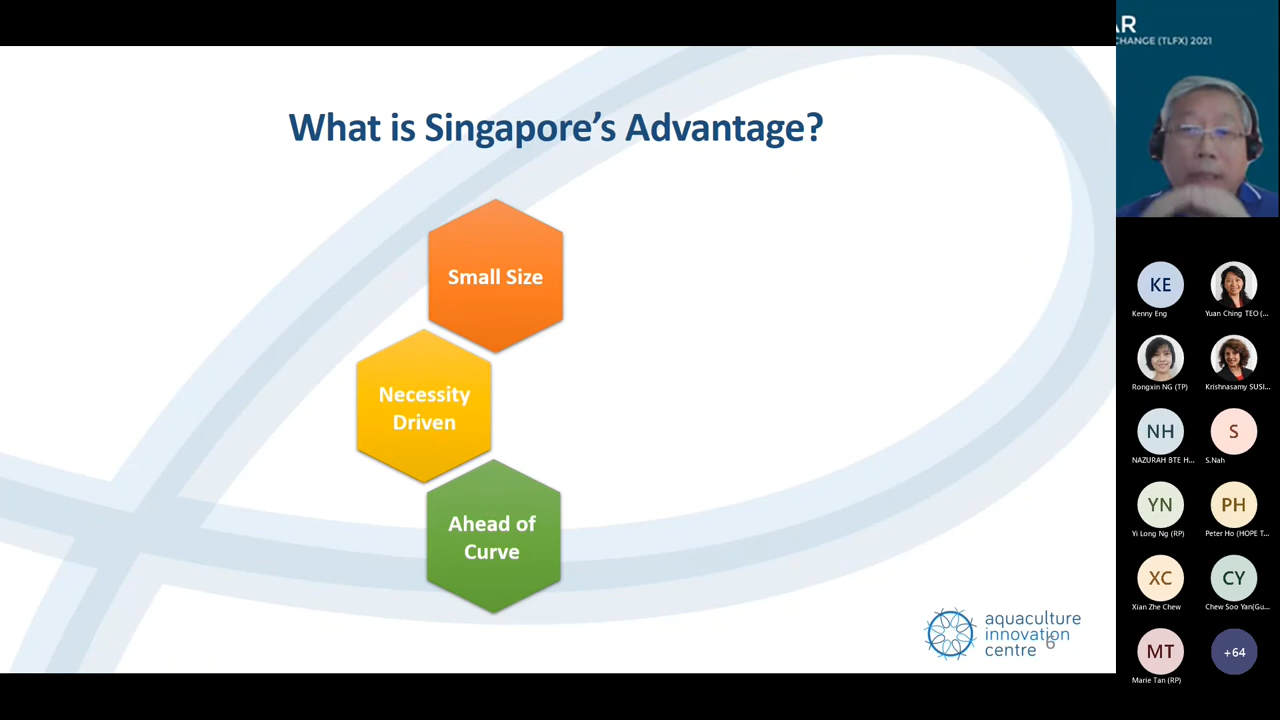 What is Singapore's Advantage?
Small Size
Necessity
Driven
Ahead of
Curve
aquaculture
innovation
centre
6
AR
CHANGE (TLFX) 2021
KE
Kenny Eng
Yuan Ching TEO (...
Rongxin NG (TP)
Krishnasamy SUSI...
NH
NAZURAH BTE H...
S
S.Nah
YN
Yi Long Ng (RP)
PH
Peter Ho (HOPE T...
XC
Xian Zhe Chew
CY
Chew Soo Yan(Gu...
MT
Marie Tan (RP)
+64